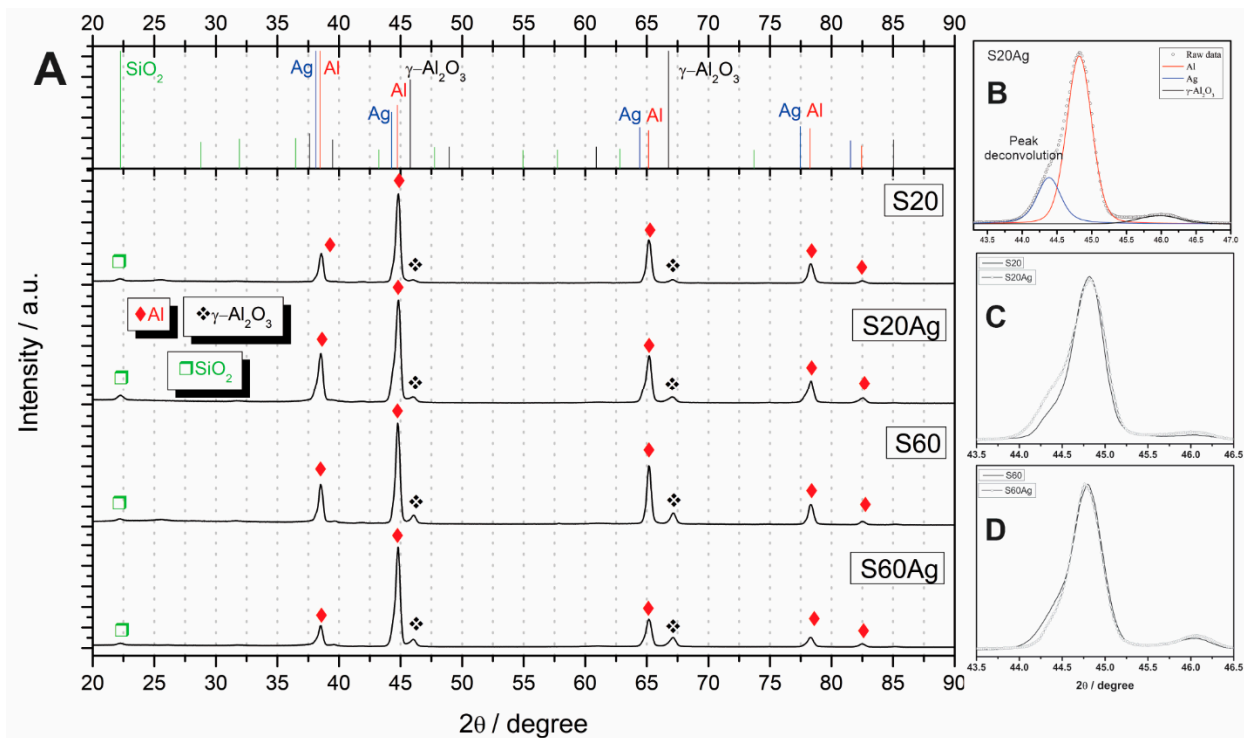 20 25 30 35 40 45 50 55 60 65 70 75 80 85 90
A
SiO₂
Ag Al
γ–Al₂O₃
Ag Al
γ–Al₂O₃
Ag Al
Ag Al
S20
Al
γ–Al₂O₃
SiO₂
S20Ag
S60
S60Ag
Intensity / a.u.
20 25 30 35 40 45 50 55 60 65 70 75 80 85 90
2θ / degree
S20Ag
B
Raw data
Al
Ag
γ-Al₂O₃
Peak
deconvolution
43.5 44.0 44.5 45.0 45.5 46.0 46.5 47.0
S20
S20Ag
C
43.5 44.0 44.5 45.0 45.5 46.0 46.5
S60
S60Ag
D
43.5 44.0 44.5 45.0 45.5 46.0 46.5
2θ / degree